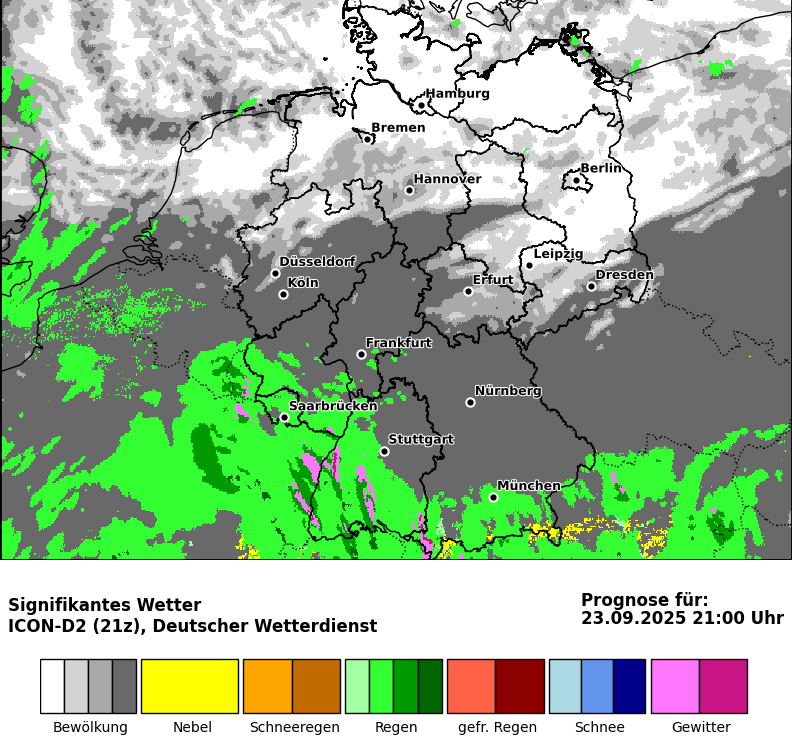 Hamburg
Bremen
Berlin
Hannover
Leipzig
Düsseldorf
Dresden
Köln
Erfurt
Frankfurt
Nürnberg
Saarbrücken
Stuttgart
München
Signifikantes Wetter
ICON-D2 (21z), Deutscher Wetterdienst
Prognose für:
23.09.2025 21:00 Uhr
Bewölkung
Nebel
Schneeregen
Regen
gefr. Regen
Schnee
Gewitter